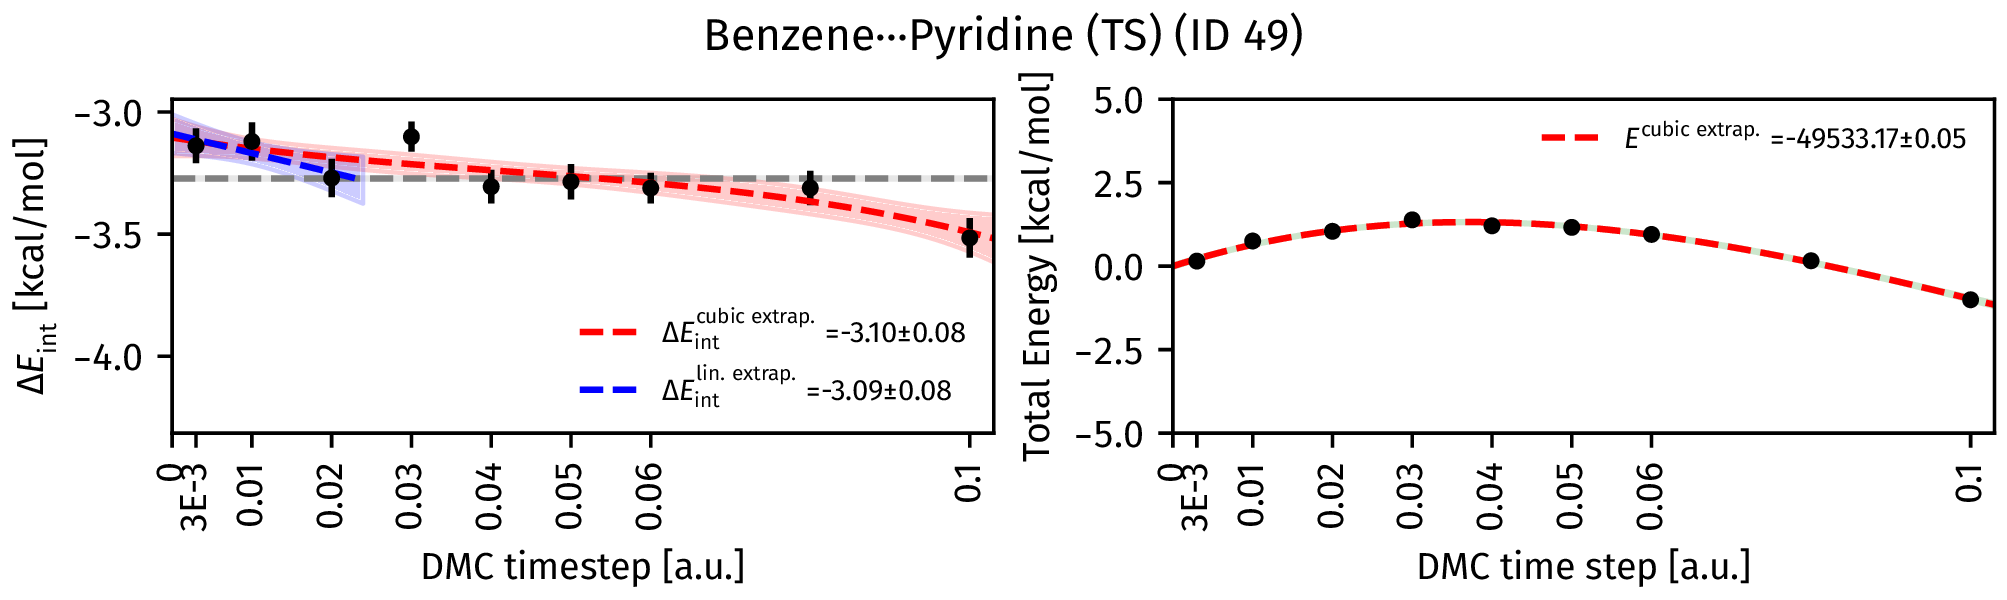 Benzene···Pyridine (TS) (ID 49)
ΔE_int [kcal/mol]
−3.0
−3.5
−4.0
ΔE_int^cubic extrap. =-3.10±0.08
ΔE_int^lin. extrap. =-3.09±0.08
0
3E-3
0.01
0.02
0.03
0.04
0.05
0.06
0.1
DMC timestep [a.u.]
Total Energy [kcal/mol]
5.0
2.5
0.0
−2.5
−5.0
E^cubic extrap. =-49533.17±0.05
0
3E-3
0.01
0.02
0.03
0.04
0.05
0.06
0.1
DMC time step [a.u.]